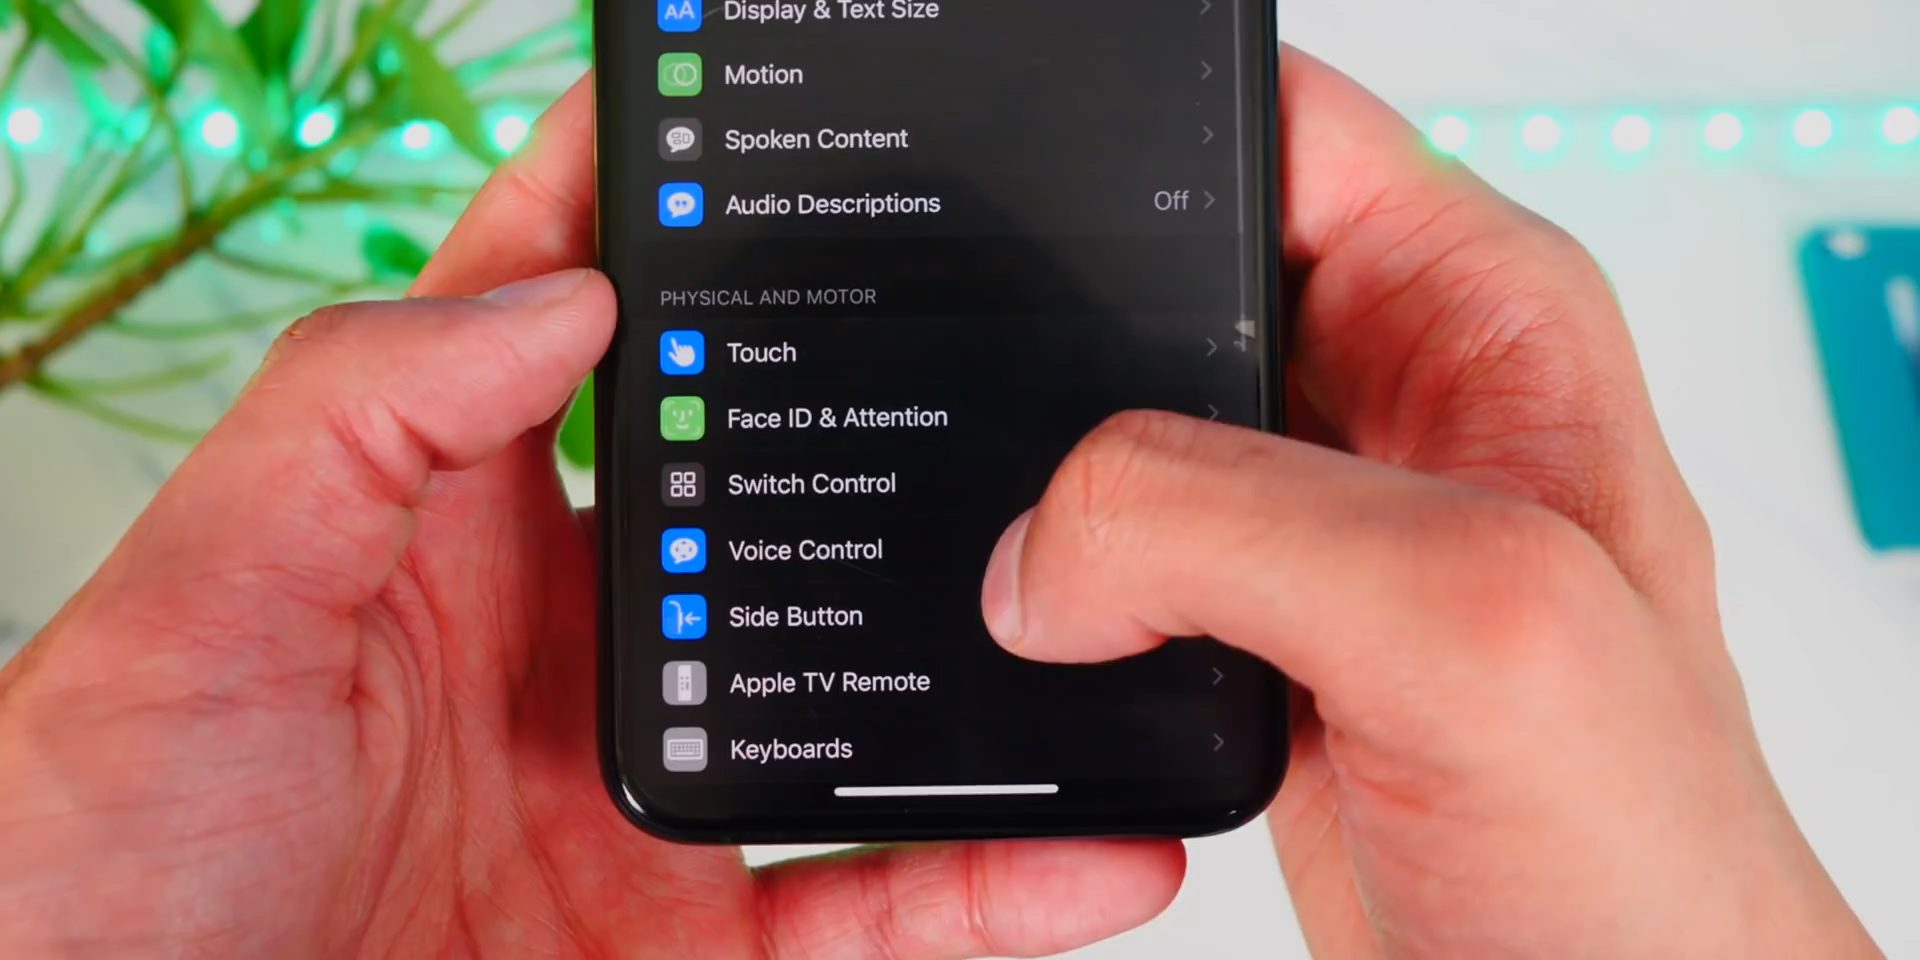 Display & Text Size
Motion
Spoken Content
Audio Descriptions Off
PHYSICAL AND MOTOR
Touch
Face ID & Attention
Switch Control
Voice Control
Side Button
Apple TV Remote
Keyboards